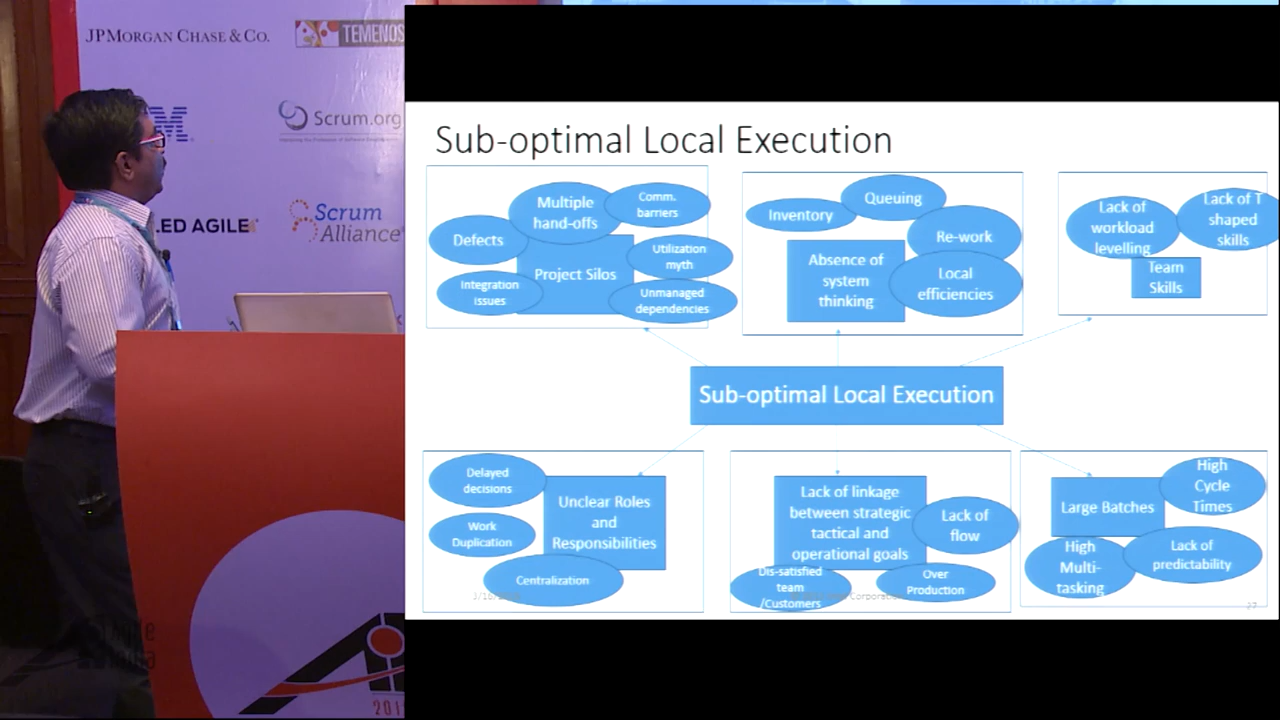 JPMORGAN CHASE & CO.
TEMENOS
Scrum.org
LED AGILE
Scrum
Alliance
201
Sub-optimal Local Execution
Multiple
hand-offs
Comm.
barriers
Defects
Utilization
myth
Project Silos
Integration
issues
Unmanaged
dependencies
Queuing
Inventory
Re-work
Absence of
system
thinking
Local
efficiencies
Lack of
workload
levelling
Lack of T
shaped
skills
Team
Skills
Sub-optimal Local Execution
Delayed
decisions
Unclear Roles
and
Responsibilities
Work
Duplication
Centralization
Lack of linkage
between strategic
tactical and
operational goals
Lack of
flow
Dis-satisfied
team
/Customers
Over
Production
High
Cycle
Times
Large Batches
High
Multi-
tasking
Lack of
predictability
27